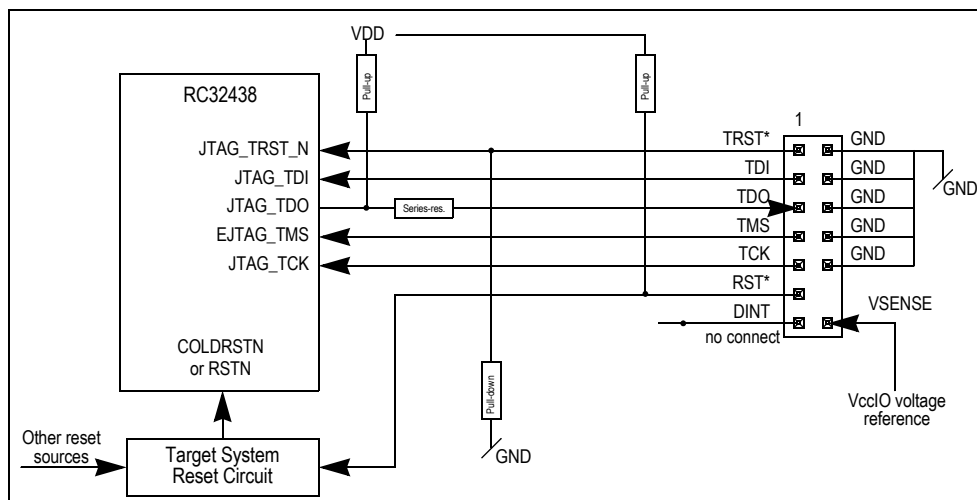 VDD
Pull-up
Pull-up
RC32438
1
JTAG_TRST_N
TRST*
GND
JTAG_TDI
TDI
GND
GND
JTAG_TDO
Series-res.
TDO
GND
EJTAG_TMS
TMS
GND
JTAG_TCK
TCK
GND
RST*
VSENSE
DINT
no connect
COLDRSTN
or RSTN
Pull-down
VccIO voltage
reference
GND
Other reset
sources
Target System
Reset Circuit